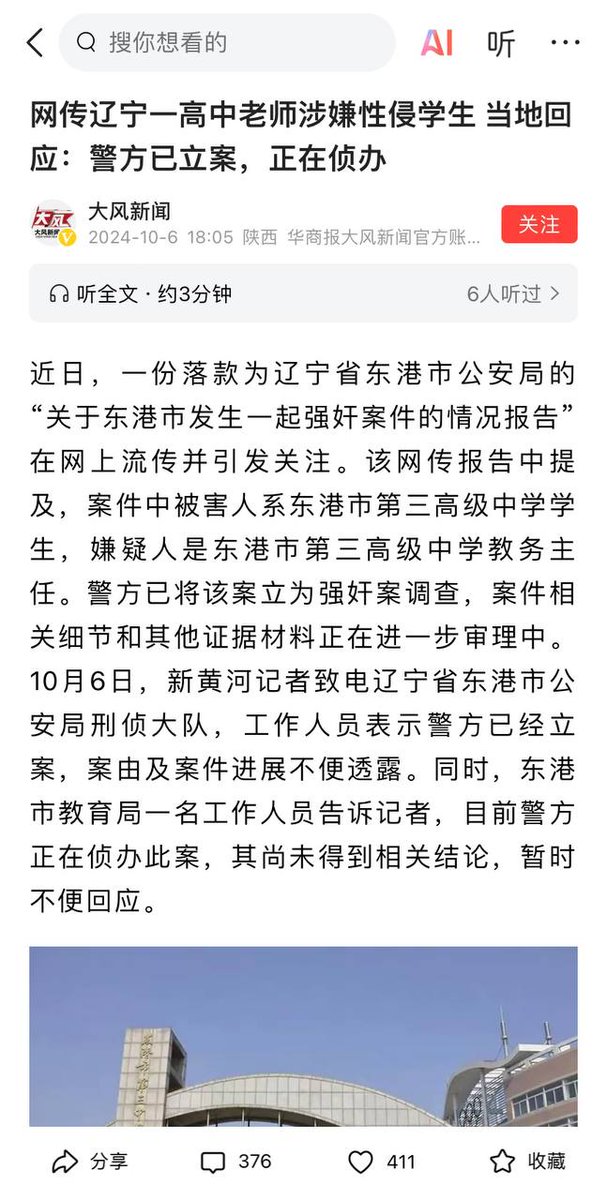 搜你想看的
AI 听
网传辽宁一高中老师涉嫌性侵学生 当地回
应：警方已立案，正在侦办
大风
大风新闻
2024-10-6 18:05 陕西 华商报大风新闻官方账...
关注
听全文 · 约3分钟
6人听过
近日，一份落款为辽宁省东港市公安局的
“关于东港市发生一起强奸案件的情况报告”
在网上流传并引发关注。该网传报告中提
及，案件中被害人系东港市第三高级中学学
生，嫌疑人是东港市第三高级中学教务主
任。警方已将该案立为强奸案调查，案件相
关细节和其他证据材料正在进一步审理中。
10月6日，新黄河记者致电辽宁省东港市公
安局刑侦大队，工作人员表示警方已经立
案，案由及案件进展不便透露。同时，东港
市教育局一名工作人员告诉记者，目前警方
正在侦办此案，其尚未得到相关结论，暂时
不便回应。
东港市第三
分享
376
411
收藏